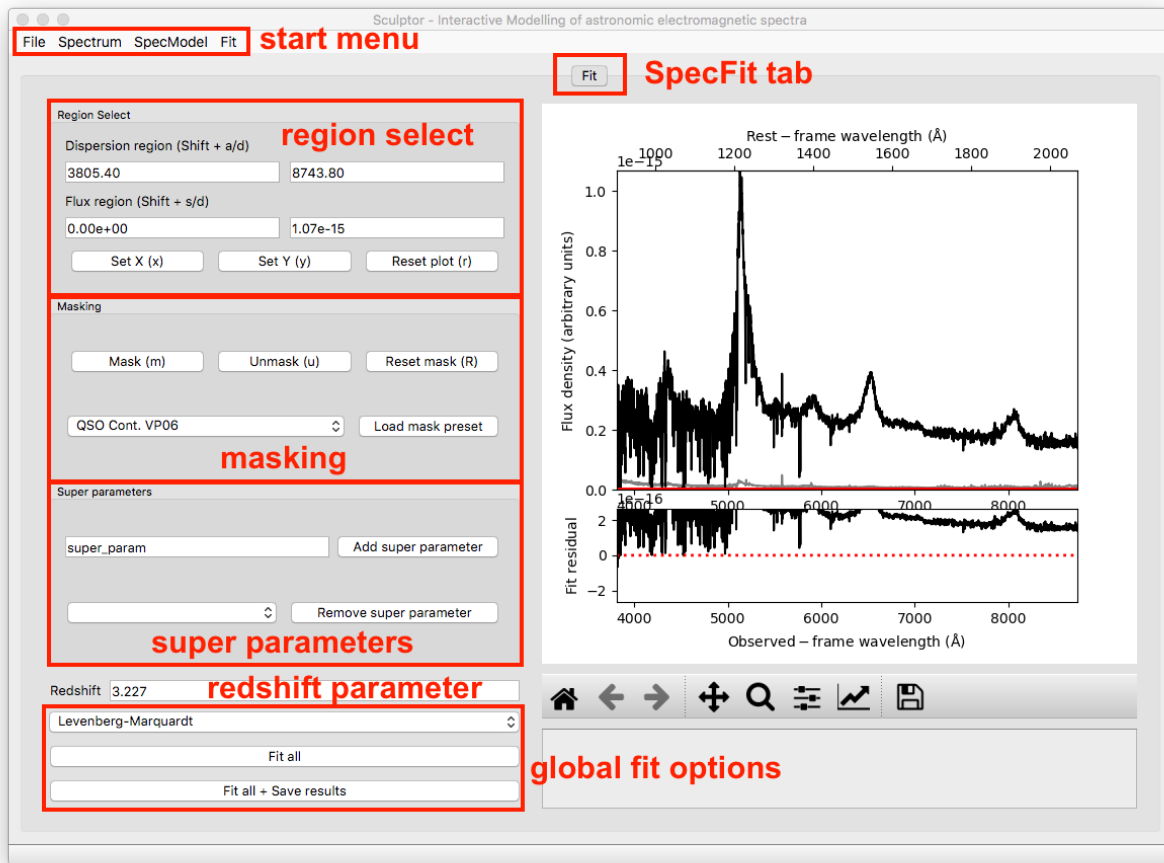 Sculptor - Interactive Modelling of astronomic electromagnetic spectra
File Spectrum SpecModel Fit
start menu
Fit
SpecFit tab
Region Select
region select
Dispersion region (Shift + a/d)
3805.40 8743.80
Flux region (Shift + s/d)
0.00e+00 1.07e-15
Set X (x) Set Y (y) Reset plot (r)
Masking
Mask (m) Unmask (u) Reset mask (R)
QSO Cont. VP06 Load mask preset
masking
Super parameters
super_param Add super parameter
Remove super parameter
super parameters
Redshift 3.227
redshift parameter
Levenberg-Marquardt
Fit all
Fit all + Save results
global fit options
Rest − frame wavelength (Å)
1000 1200 1400 1600 1800 2000
1e−15
1.0
0.8
0.6
0.4
0.2
0.0
Flux density (arbitrary units)
4000 5000 6000 7000 8000
1e−16
2
0
−2
Fit residual
4000 5000 6000 7000 8000
Observed − frame wavelength (Å)